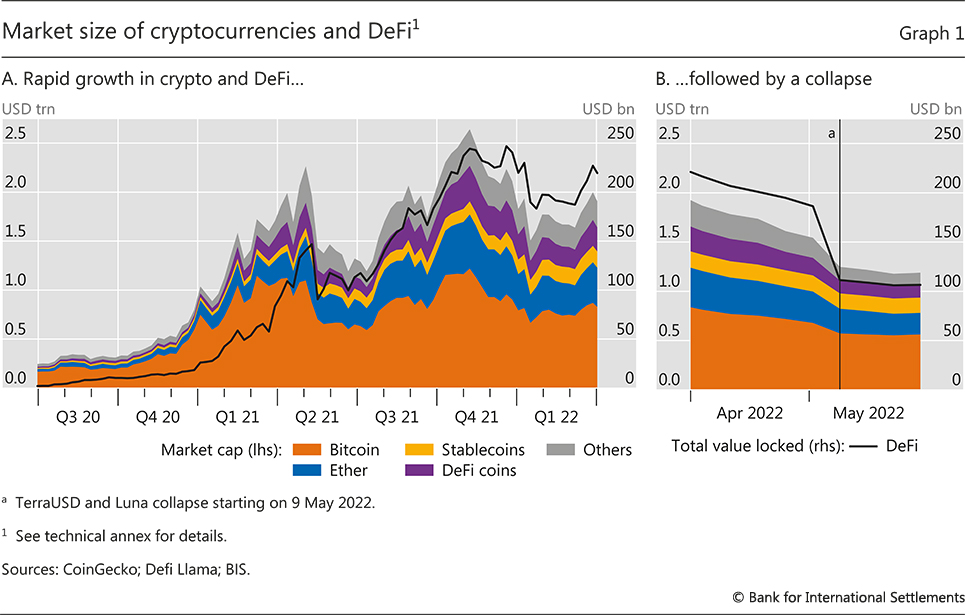 Market size of cryptocurrencies and DeFi¹
Graph 1
A. Rapid growth in crypto and DeFi…
USD trn
USD bn
2.5
2.0
1.5
1.0
0.5
0.0
250
200
150
100
50
0
Q3 20 Q4 20 Q1 21 Q2 21 Q3 21 Q4 21 Q1 22
B. …followed by a collapse
USD trn
USD bn
a
2.5
2.0
1.5
1.0
0.5
0.0
250
200
150
100
50
0
Apr 2022 May 2022
Market cap (lhs): Bitcoin Stablecoins Others
Ether DeFi coins
Total value locked (rhs): DeFi
ᵃ TerraUSD and Luna collapse starting on 9 May 2022.
¹ See technical annex for details.
Sources: CoinGecko; Defi Llama; BIS.
© Bank for International Settlements